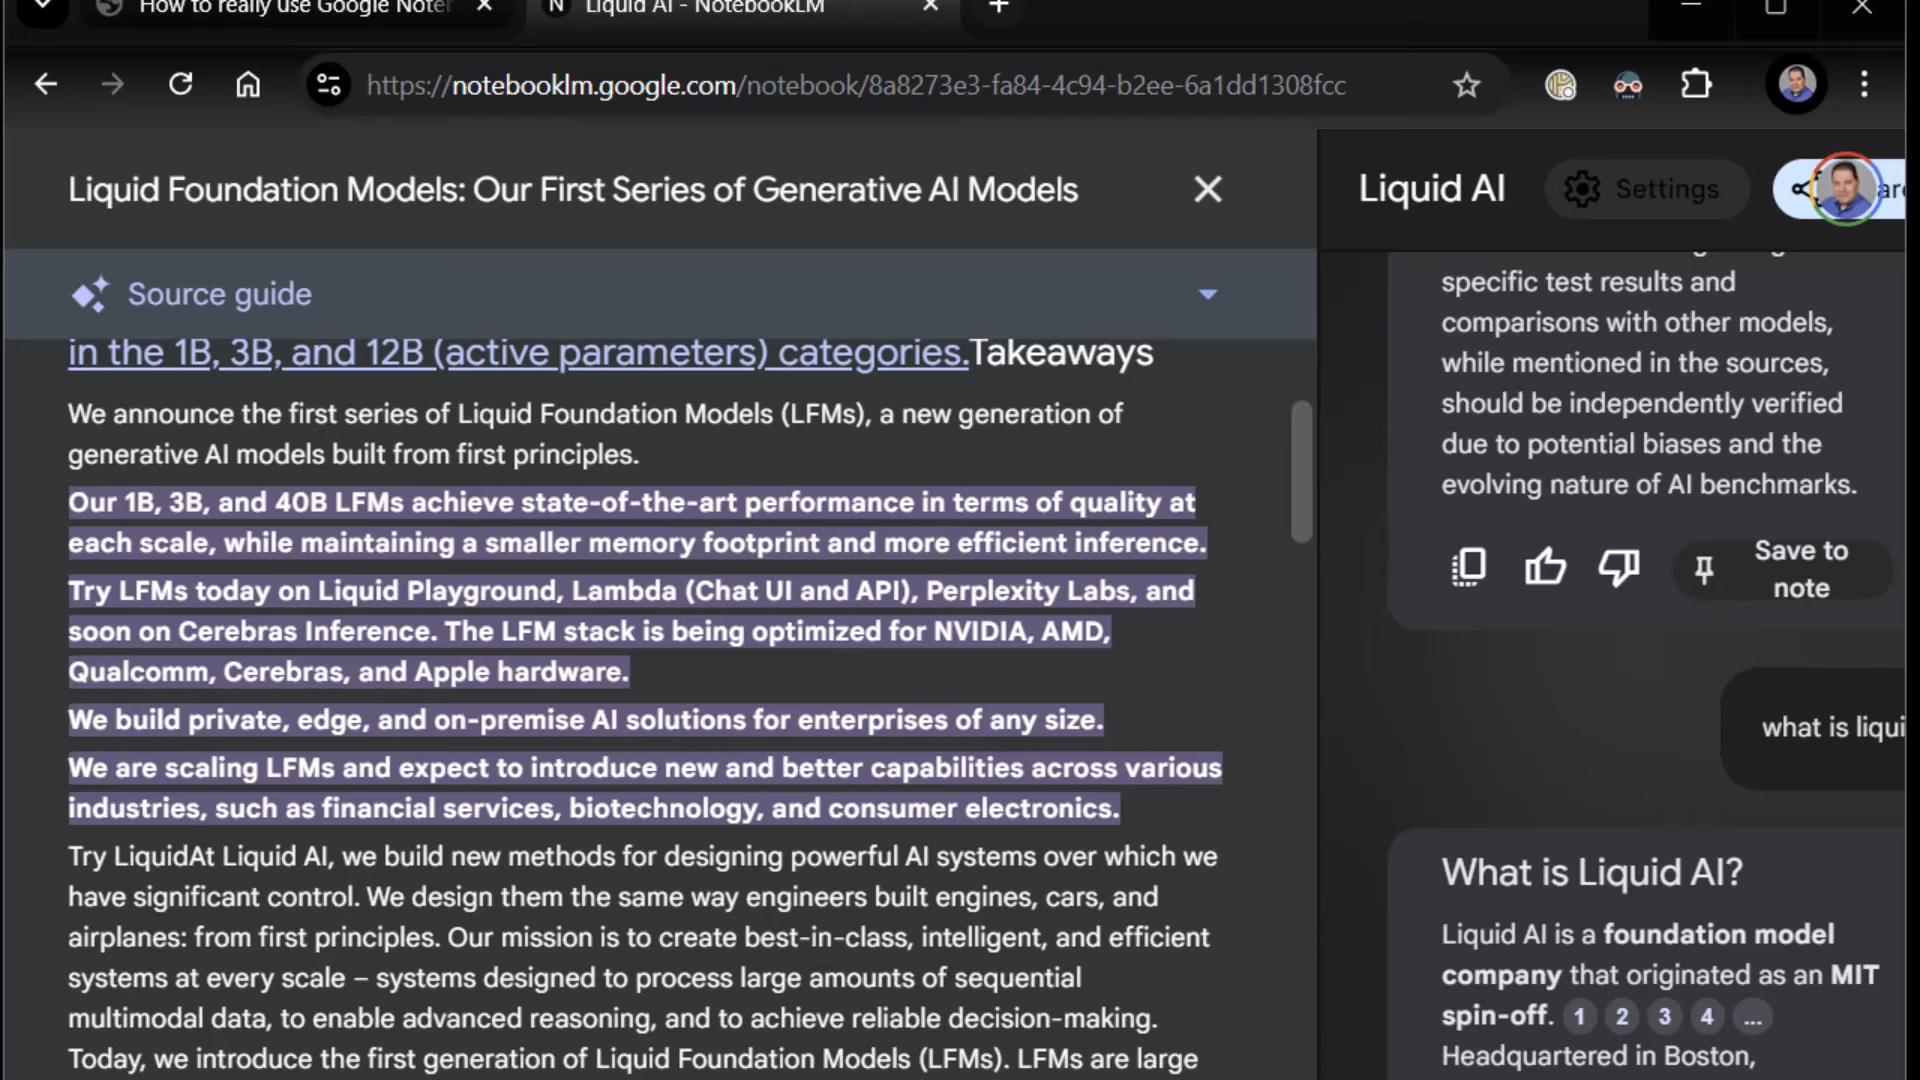 How to really use Google Note
Liquid AI - NotebookLM
https://notebooklm.google.com/notebook/8a8273e3-fa84-4c94-b2ee-6a1dd1308fcc
Liquid Foundation Models: Our First Series of Generative AI Models
Source guide
in the 1B, 3B, and 12B (active parameters) categories.Takeaways
We announce the first series of Liquid Foundation Models (LFMs), a new generation of
generative AI models built from first principles.
Our 1B, 3B, and 40B LFMs achieve state-of-the-art performance in terms of quality at
each scale, while maintaining a smaller memory footprint and more efficient inference.
Try LFMs today on Liquid Playground, Lambda (Chat UI and API), Perplexity Labs, and
soon on Cerebras Inference. The LFM stack is being optimized for NVIDIA, AMD,
Qualcomm, Cerebras, and Apple hardware.
We build private, edge, and on-premise AI solutions for enterprises of any size.
We are scaling LFMs and expect to introduce new and better capabilities across various
industries, such as financial services, biotechnology, and consumer electronics.
Try LiquidAt Liquid AI, we build new methods for designing powerful AI systems over which we
have significant control. We design them the same way engineers built engines, cars, and
airplanes: from first principles. Our mission is to create best-in-class, intelligent, and efficient
systems at every scale – systems designed to process large amounts of sequential
multimodal data, to enable advanced reasoning, and to achieve reliable decision-making.
Today, we introduce the first generation of Liquid Foundation Models (LFMs). LFMs are large
Liquid AI
Settings
specific test results and
comparisons with other models,
while mentioned in the sources,
should be independently verified
due to potential biases and the
evolving nature of AI benchmarks.
Save to
note
what is liqui
What is Liquid AI?
Liquid AI is a foundation model
company that originated as an MIT
spin-off. 1 2 3 4 ...
Headquartered in Boston,